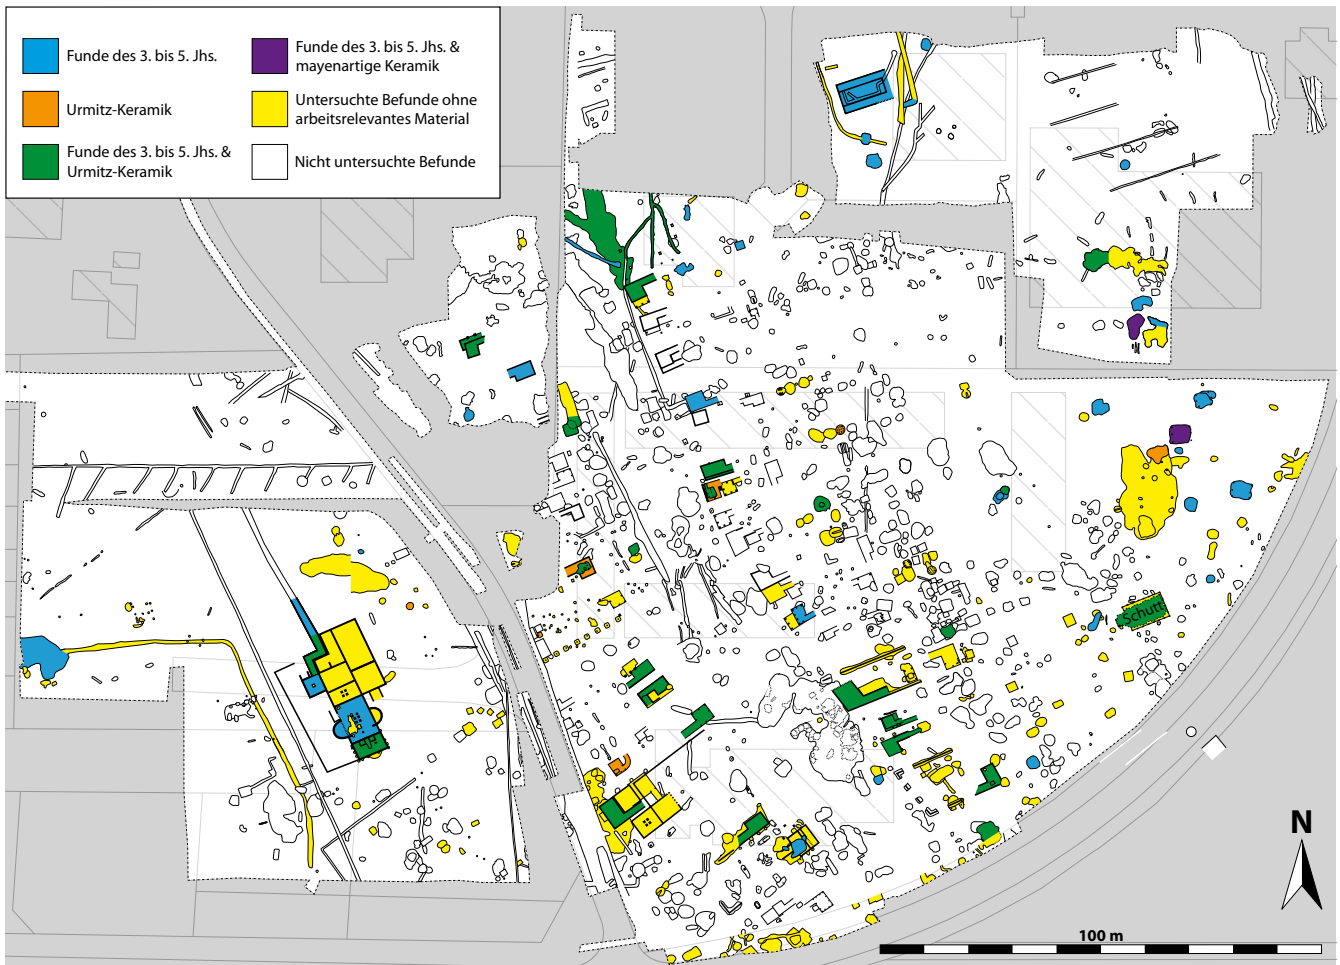 Funde des 3. bis 5. Jhs.
Urmitz-Keramik
Funde des 3. bis 5. Jhs. &
Urmitz-Keramik
Funde des 3. bis 5. Jhs. &
mayenartige Keramik
Untersuchte Befunde ohne
arbeitsrelevantes Material
Nicht untersuchte Befunde
Schutt
N
100 m